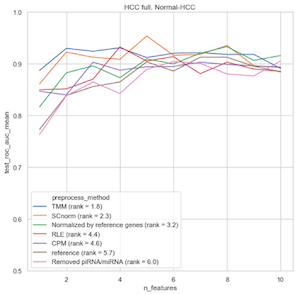 HCC full. Normal-HCC
1.0
0.9
0.8
0.7
0.6
0.5
test_roc_auc_mean
preprocess_method
TMM (rank = 1.8)
SCnorm (rank = 2.3)
Normalized by reference genes (rank = 3.2)
RLE (rank = 4.4)
CPM (rank = 4.6)
reference (rank = 5.7)
Removed piRNA/miRNA (rank = 6.0)
2
4
6
8
10
n_features